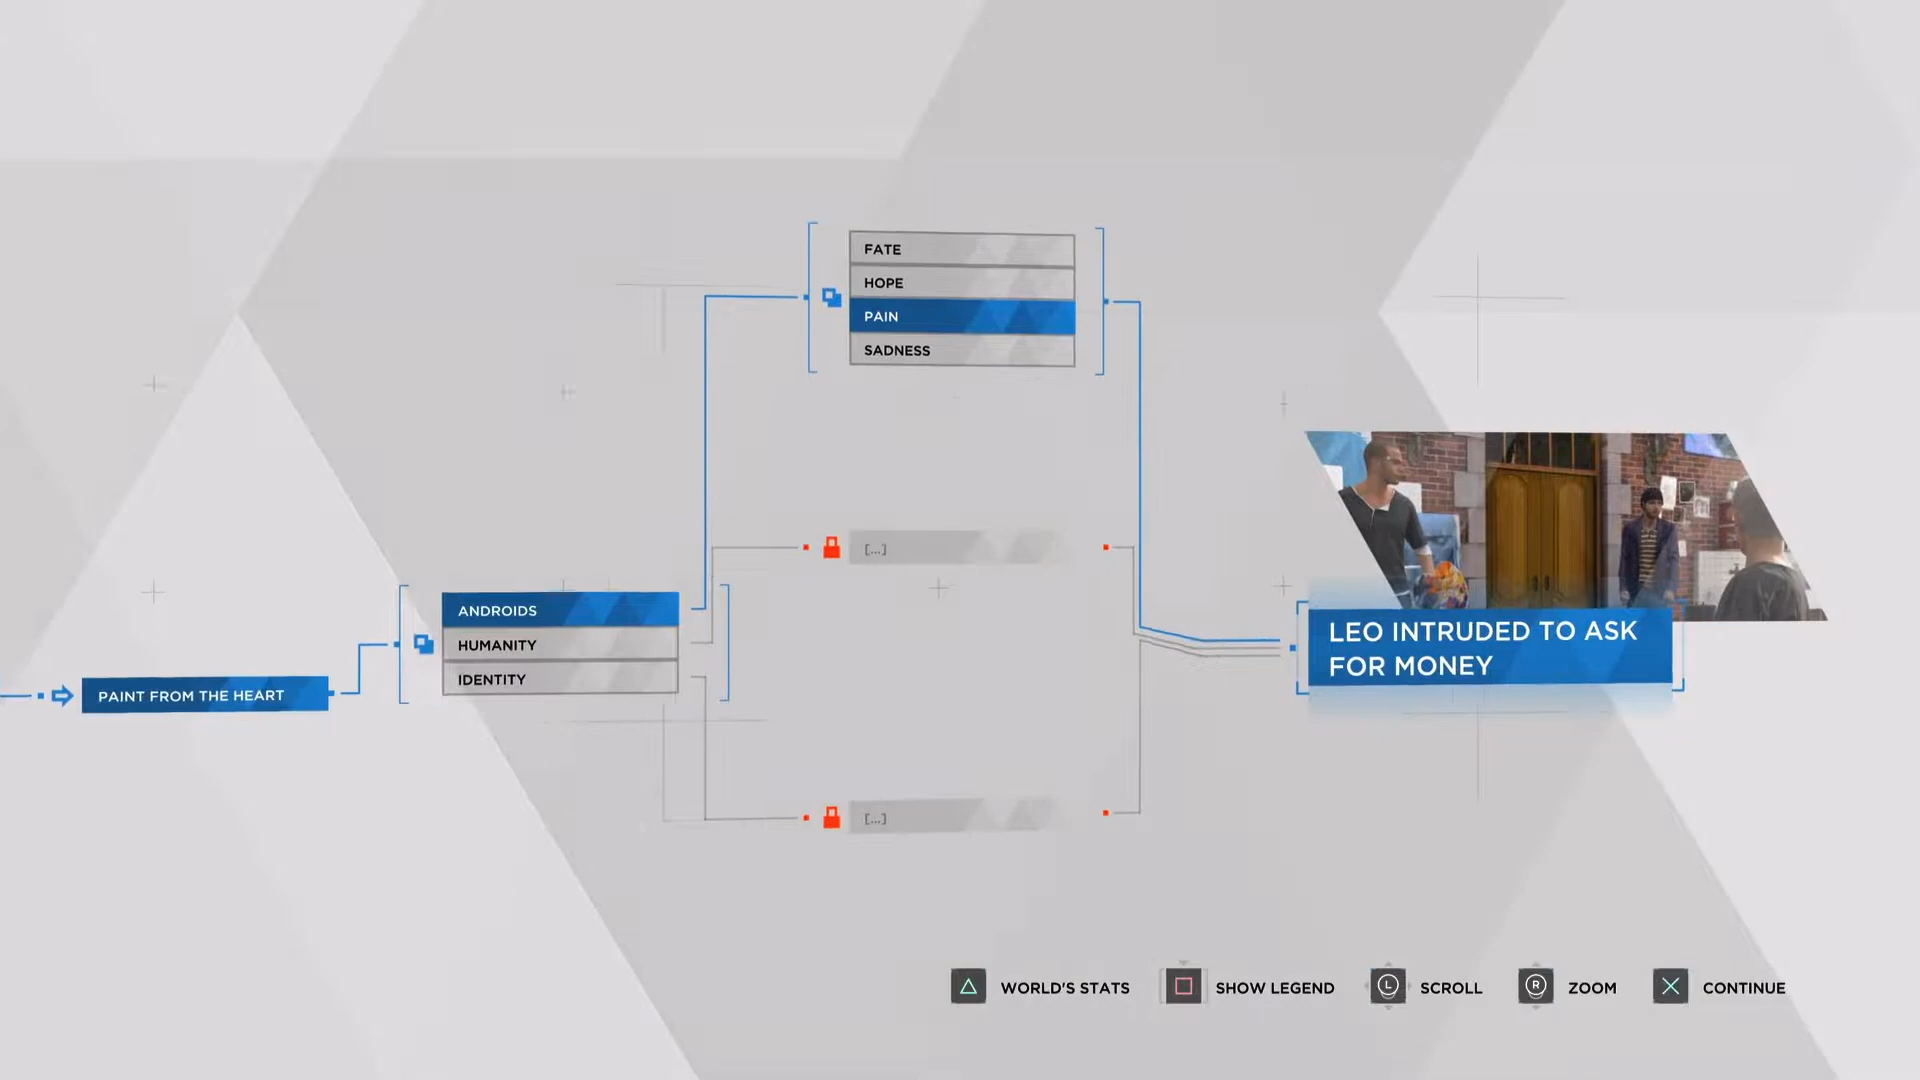 FATE
HOPE
PAIN
SADNESS
[...]
ANDROIDS
HUMANITY
IDENTITY
PAINT FROM THE HEART
LEO INTRUDED TO ASK
FOR MONEY
[...]
WORLD'S STATS
SHOW LEGEND
L
SCROLL
R
ZOOM
CONTINUE